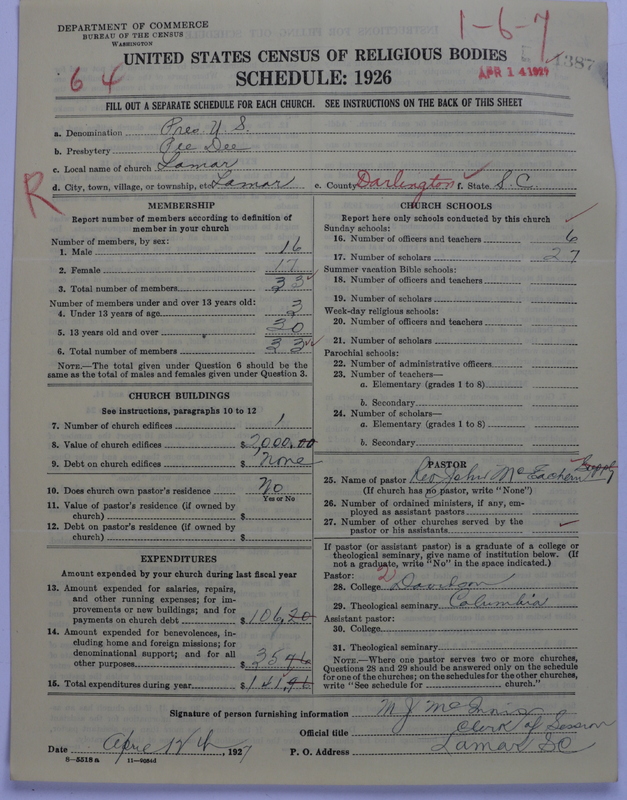 DEPARTMENT OF COMMERCE
BUREAU OF THE CENSUS
WASHINGTON
1-6-7
UNITED STATES CENSUS OF RELIGIOUS BODIES
1387
64
SCHEDULE: 1926
APR 14 1927
FILL OUT A SEPARATE SCHEDULE FOR EACH CHURCH. SEE INSTRUCTIONS ON THE BACK OF THIS SHEET
a. Denomination Pres. U.S.
b. Presbytery Pee Dee
c. Local name of church Lamar
d. City, town, village, or township, etc. Lamar e. County Darlington f. State S.C.
R
MEMBERSHIP
Report number of members according to definition of
member in your church
Number of members, by sex:
1. Male 16
2. Female 17
3. Total number of members 33
Number of members under and over 13 years old:
4. Under 13 years of age 3
5. 13 years old and over 30
6. Total number of members 33
NOTE.—The total given under Question 6 should be
same as the total of males and females given under Question 3.
CHURCH BUILDINGS
See instructions, paragraphs 10 to 12
7. Number of church edifices 1
8. Value of church edifices $2,000.00
9. Debt on church edifices $None
10. Does church own pastor's residence No
Yes or No
11. Value of pastor's residence (if owned by
church) $
12. Debt on pastor's residence (if owned by
church) $
EXPENDITURES
Amount expended by your church during last fiscal year
13. Amount expended for salaries, repairs,
and other running expenses; for im-
provements or new buildings; and for
payments on church debt $106.20
14. Amount expended for benevolences, in-
cluding home and foreign missions; for
denominational support; and for all
other purposes $35
15. Total expenditures during year $141
CHURCH SCHOOLS
Report here only schools conducted by this church
Sunday schools:
16. Number of officers and teachers 6
17. Number of scholars 27
Summer vacation Bible schools:
18. Number of officers and teachers
19. Number of scholars
Week-day religious schools:
20. Number of officers and teachers
21. Number of scholars
Parochial schools:
22. Number of administrative officers
23. Number of teachers—
a. Elementary (grades 1 to 8)
b. Secondary
24. Number of scholars—
a. Elementary (grades 1 to 8)
b. Secondary
PASTOR
25. Name of pastor Rev. John McEachern Supply
(If church has no pastor, write "None")
26. Number of ordained ministers, if any, em-
ployed as assistant pastors
27. Number of other churches served by the
pastor or his assistants
If pastor (or assistant pastor) is a graduate of a college or
theological seminary, give name of institution below. (If
not a graduate, write "No" in the space indicated.)
Pastor: 2
28. College Davidson
29. Theological seminary Columbia
Assistant pastor:
30. College
31. Theological seminary
NOTE.—Where one pastor serves two or more churches,
Questions 28 and 29 should be answered only on the schedule
for one of the churches; on the schedules for the other churches,
write "See schedule for church."
Signature of person furnishing information M J McInnis
Official title Clerk of Session
Date April 12th, 1927 P. O. Address Lamar SC
8-5518a 11-9084d